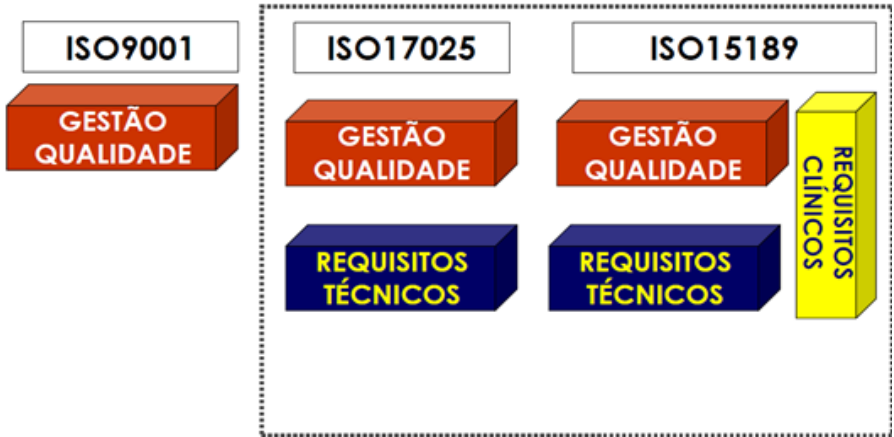 ISO9001
ISO17025
ISO15189
GESTÃO
QUALIDADE
GESTÃO
QUALIDADE
GESTÃO
QUALIDADE
REQUISITOS
CLÍNICOS
REQUISITOS
TÉCNICOS
REQUISITOS
TÉCNICOS